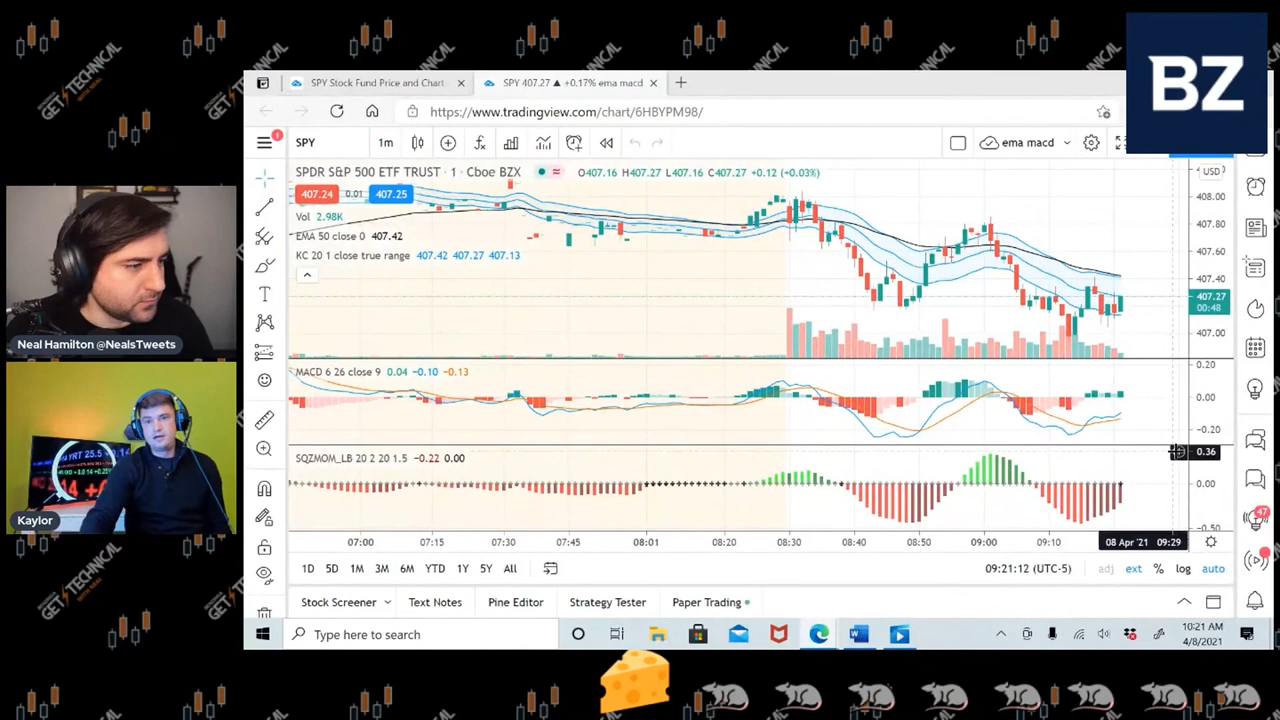 GET TECHNICAL
WITH NEAL
BZ
SPY Stock Fund Price and Chart
SPY 407.27 ▲ +0.17% ema macd
https://www.tradingview.com/chart/6HBYPM98/
1
SPY
1m
ema macd
SPDR S&P 500 ETF TRUST · 1 · Cboe BZX
O407.16 H407.27 L407.16 C407.27 +0.12 (+0.03%)
USD
407.24
0.01
407.25
Vol 2.98K
EMA 50 close 0 407.42
KC 20 1 close true range 407.42 407.27 407.13
408.00
407.80
407.60
407.40
407.27
00:48
407.00
MACD 6 26 close 9 0.04 −0.10 −0.13
0.20
0.00
−0.20
SQZMOM_LB 20 2 20 1.5 −0.22 0.00
0.36
0.00
−0.50
07:00
07:15
07:30
07:45
08:01
08:20
08:30
08:40
08:50
09:00
09:10
08 Apr '21 09:29
1D 5D 1M 3M 6M YTD 1Y 5Y All
09:21:12 (UTC-5)
adj ext % log auto
47
Stock Screener
Text Notes
Pine Editor
Strategy Tester
Paper Trading
Type here to search
10:21 AM
4/8/2021
Neal Hamilton @NealsTweets
YRT 25.5
Kaylor